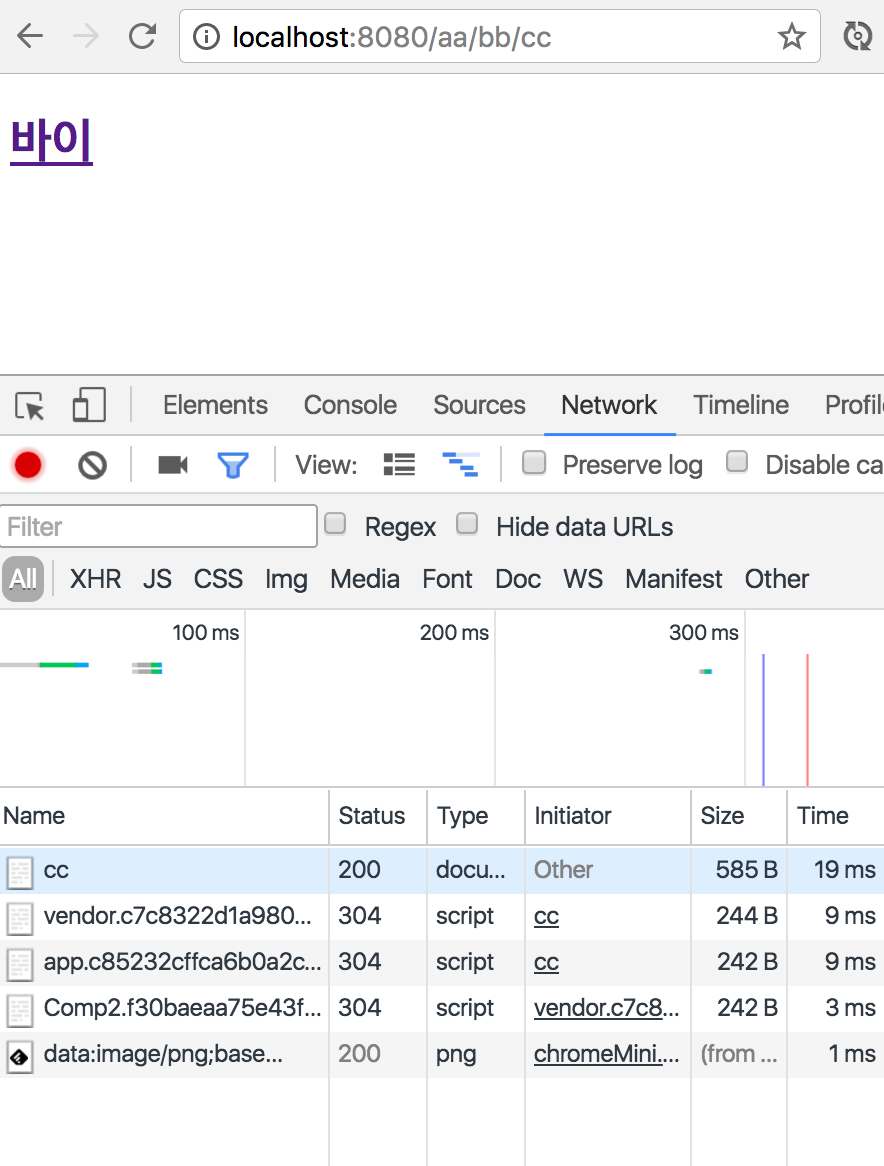 localhost:8080/aa/bb/cc
바이
Elements Console Sources Network Timeline Profil
View: Preserve log Disable ca
Filter Regex Hide data URLs
All XHR JS CSS Img Media Font Doc WS Manifest Other
100 ms 200 ms 300 ms
Name Status Type Initiator Size Time
cc 200 docu... Other 585 B 19 ms
vendor.c7c8322d1a980... 304 script cc 244 B 9 ms
app.c85232cffca6b0a2c... 304 script cc 242 B 9 ms
Comp2.f30baeaa75e43f... 304 script vendor.c7c8... 242 B 3 ms
data:image/png;base... 200 png chromeMini.... (from ... 1 ms